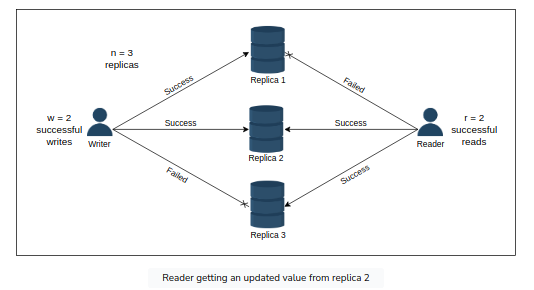 n = 3
replicas
Success
Replica 1
Failed
w = 2
successful
writes
Writer
Success
Replica 2
Success
Reader
r = 2
successful
reads
Failed
Replica 3
Success
Reader getting an updated value from replica 2